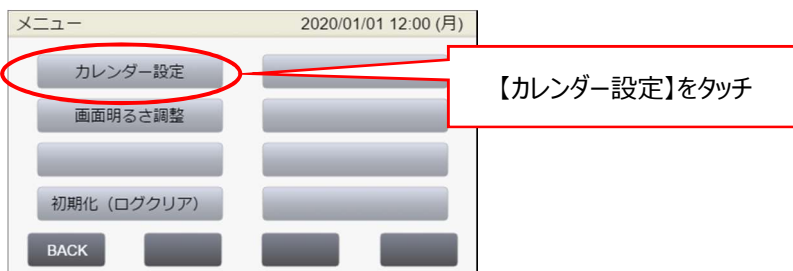 メニュー 2020/01/01 12:00 (月)
カレンダー設定
【カレンダー設定】をタッチ
画面明るさ調整
初期化（ログクリア）
BACK